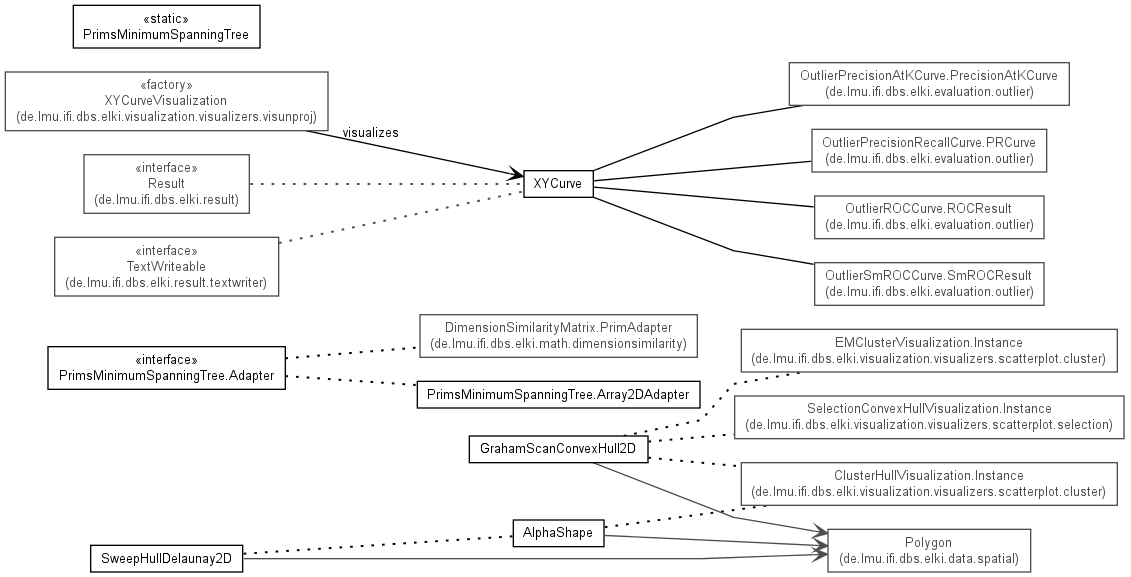 «static»
PrimsMinimumSpanningTree
«factory»
XYCurveVisualization
(de.lmu.ifi.dbs.elki.visualization.visualizers.visunproj)
visualizes
«interface»
Result
(de.lmu.ifi.dbs.elki.result)
«interface»
TextWriteable
(de.lmu.ifi.dbs.elki.result.textwriter)
XYCurve
OutlierPrecisionAtKCurve.PrecisionAtKCurve
(de.lmu.ifi.dbs.elki.evaluation.outlier)
OutlierPrecisionRecallCurve.PRCurve
(de.lmu.ifi.dbs.elki.evaluation.outlier)
OutlierROCCurve.ROCResult
(de.lmu.ifi.dbs.elki.evaluation.outlier)
OutlierSmROCCurve.SmROCResult
(de.lmu.ifi.dbs.elki.evaluation.outlier)
«interface»
PrimsMinimumSpanningTree.Adapter
DimensionSimilarityMatrix.PrimAdapter
(de.lmu.ifi.dbs.elki.math.dimensionsimilarity)
PrimsMinimumSpanningTree.Array2DAdapter
EMClusterVisualization.Instance
(de.lmu.ifi.dbs.elki.visualization.visualizers.scatterplot.cluster)
SelectionConvexHullVisualization.Instance
(de.lmu.ifi.dbs.elki.visualization.visualizers.scatterplot.selection)
GrahamScanConvexHull2D
ClusterHullVisualization.Instance
(de.lmu.ifi.dbs.elki.visualization.visualizers.scatterplot.cluster)
AlphaShape
SweepHullDelaunay2D
Polygon
(de.lmu.ifi.dbs.elki.data.spatial)